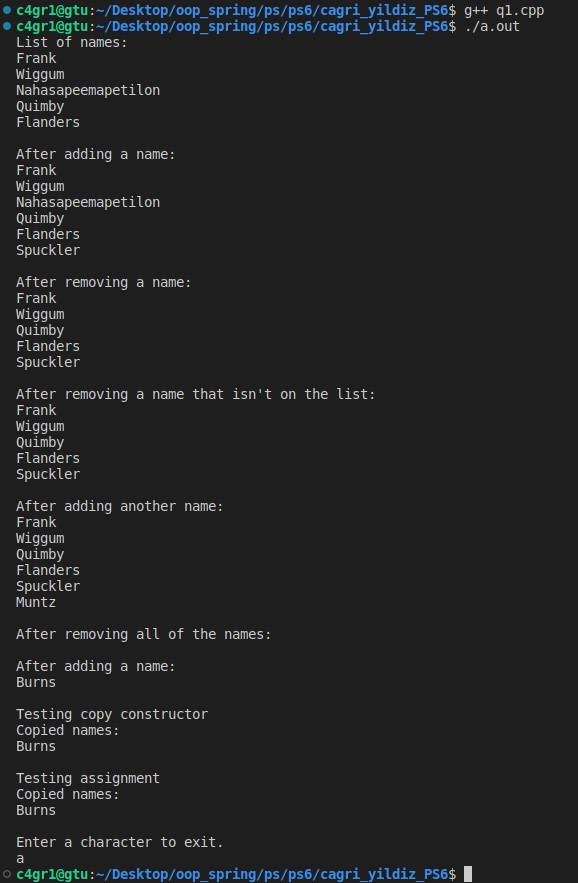 c4gr1@gtu:~/Desktop/oop_spring/ps/ps6/cagri_yildiz_PS6$ g++ q1.cpp
c4gr1@gtu:~/Desktop/oop_spring/ps/ps6/cagri_yildiz_PS6$ ./a.out
List of names:
Frank
Wiggum
Nahasapeemapetilon
Quimby
Flanders

After adding a name:
Frank
Wiggum
Nahasapeemapetilon
Quimby
Flanders
Spuckler

After removing a name:
Frank
Wiggum
Quimby
Flanders
Spuckler

After removing a name that isn't on the list:
Frank
Wiggum
Quimby
Flanders
Spuckler

After adding another name:
Frank
Wiggum
Quimby
Flanders
Spuckler
Muntz

After removing all of the names:

After adding a name:
Burns

Testing copy constructor
Copied names:
Burns

Testing assignment
Copied names:
Burns

Enter a character to exit.
a
c4gr1@gtu:~/Desktop/oop_spring/ps/ps6/cagri_yildiz_PS6$